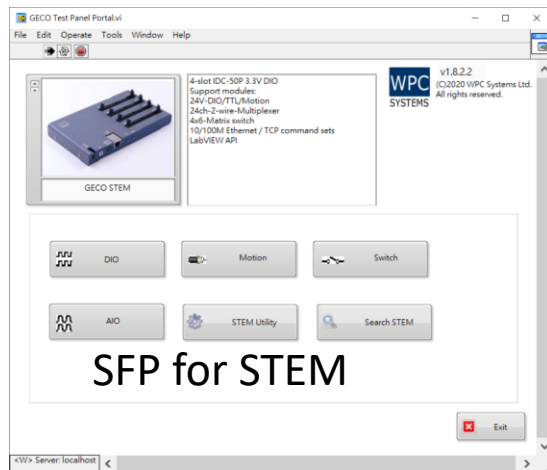 GECO Test Panel Portal.vi
File Edit Operate Tools Window Help
4-slot IDC-50P 3.3V DIO
Support modules:
24V-DIO/TTL/Motion
24ch-2-wire-Multiplexer
4x6-Matrix switch
10/100M Ethernet / TCP command sets
LabVIEW API
GECO STEM
WPC
SYSTEMS
v1.8.2.2
(C)2020 WPC Systems Ltd.
All rights reserved.
DIO
Motion
Switch
AIO
STEM Utility
Search STEM
SFP for STEM
Exit
<W> Server: localhost